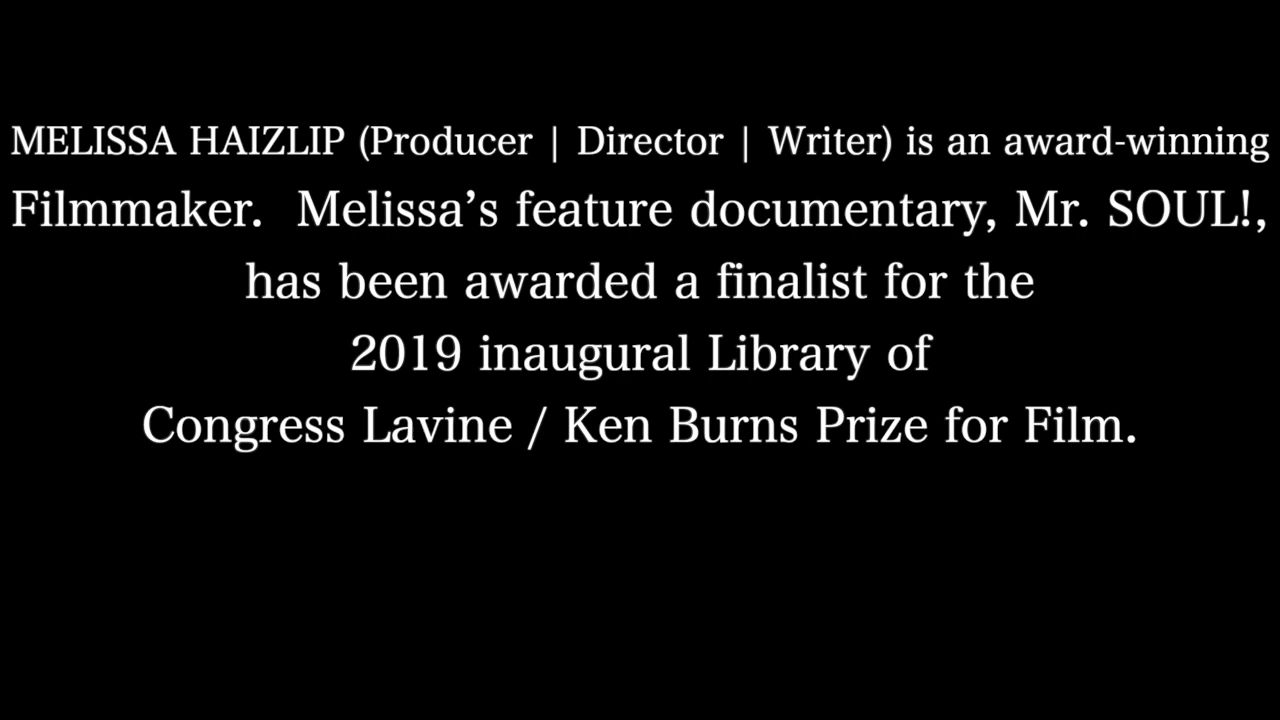 MELISSA HAIZLIP (Producer | Director | Writer) is an award-winning
Filmmaker.  Melissa’s feature documentary, Mr. SOUL!,
has been awarded a finalist for the
2019 inaugural Library of
Congress Lavine / Ken Burns Prize for Film.